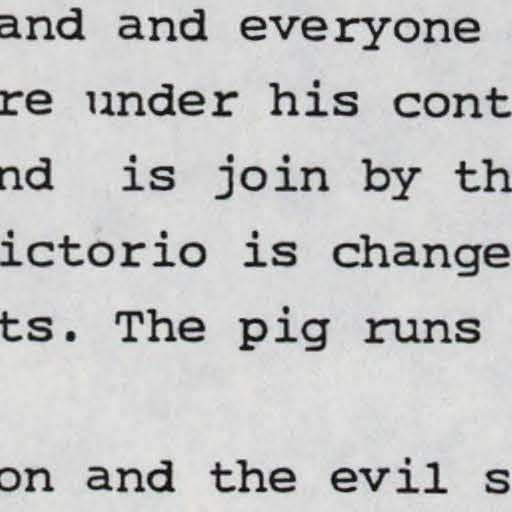 and and everyone
re under his cont
nd  is join by th
ictorio is change
ts. The pig runs
on and the evil s